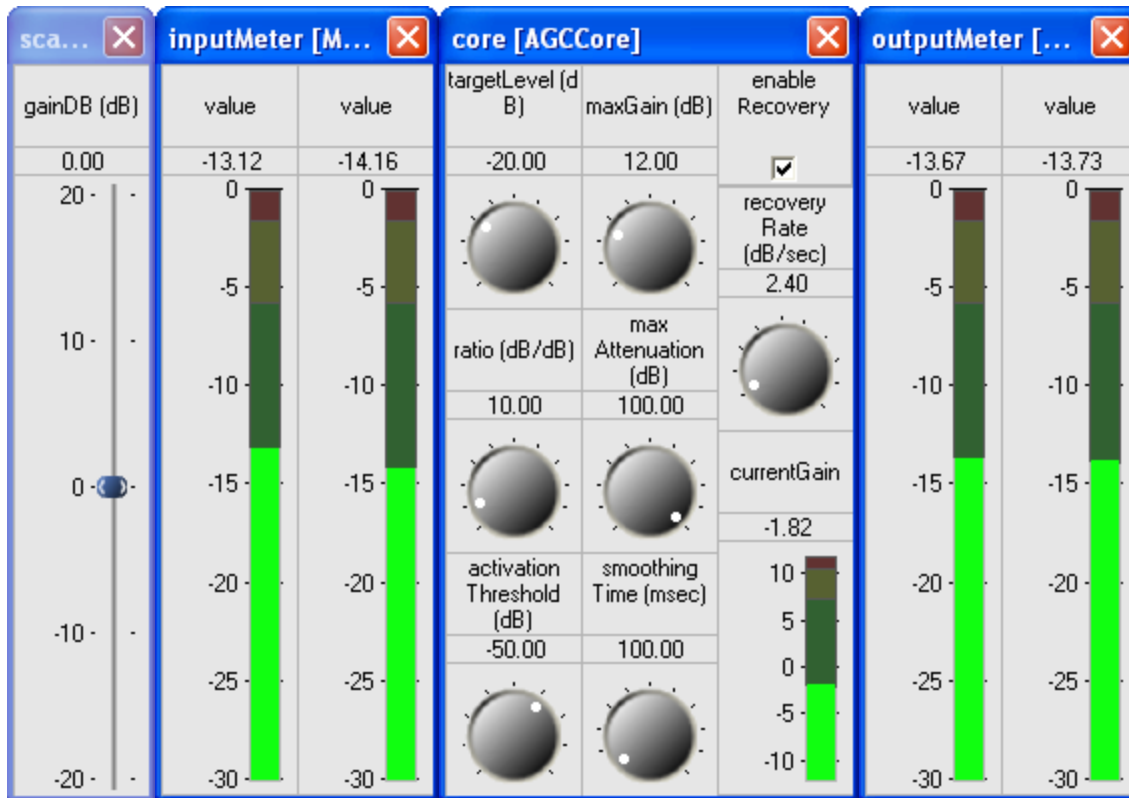 sca...
gainDB (dB)
0.00
20
10
0
-10
-20
inputMeter [M...
value
value
-13.12
-14.16
0
0
-5
-5
-10
-10
-15
-15
-20
-20
-25
-25
-30
-30
core [AGCCore]
targetLevel (d
B)
-20.00
maxGain (dB)
12.00
enable
Recovery
ratio (dB/dB)
10.00
max
Attenuation
(dB)
100.00
recovery
Rate
(dB/sec)
2.40
activation
Threshold
(dB)
-50.00
smoothing
Time (msec)
100.00
currentGain
-1.82
10
5
0
-5
-10
outputMeter [...
value
value
-13.67
-13.73
0
0
-5
-5
-10
-10
-15
-15
-20
-20
-25
-25
-30
-30